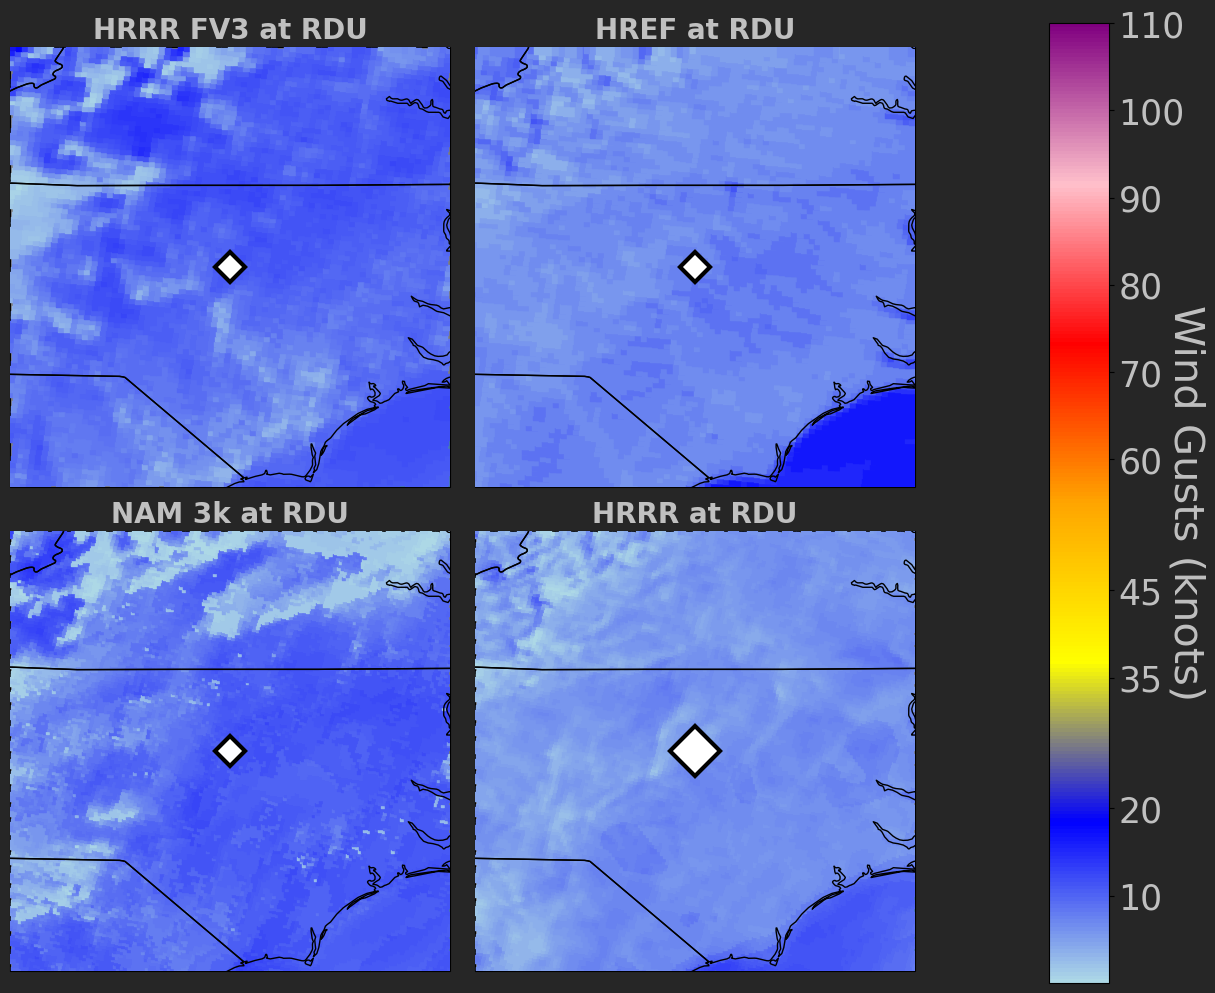 HRRR FV3 at RDU
HREF at RDU
NAM 3k at RDU
HRRR at RDU
110
100
90
80
70
60
45
35
20
10
Wind Gusts (knots)